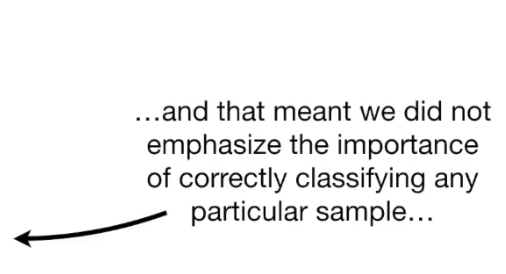 …and that meant we did not
emphasize the importance
of correctly classifying any
particular sample…